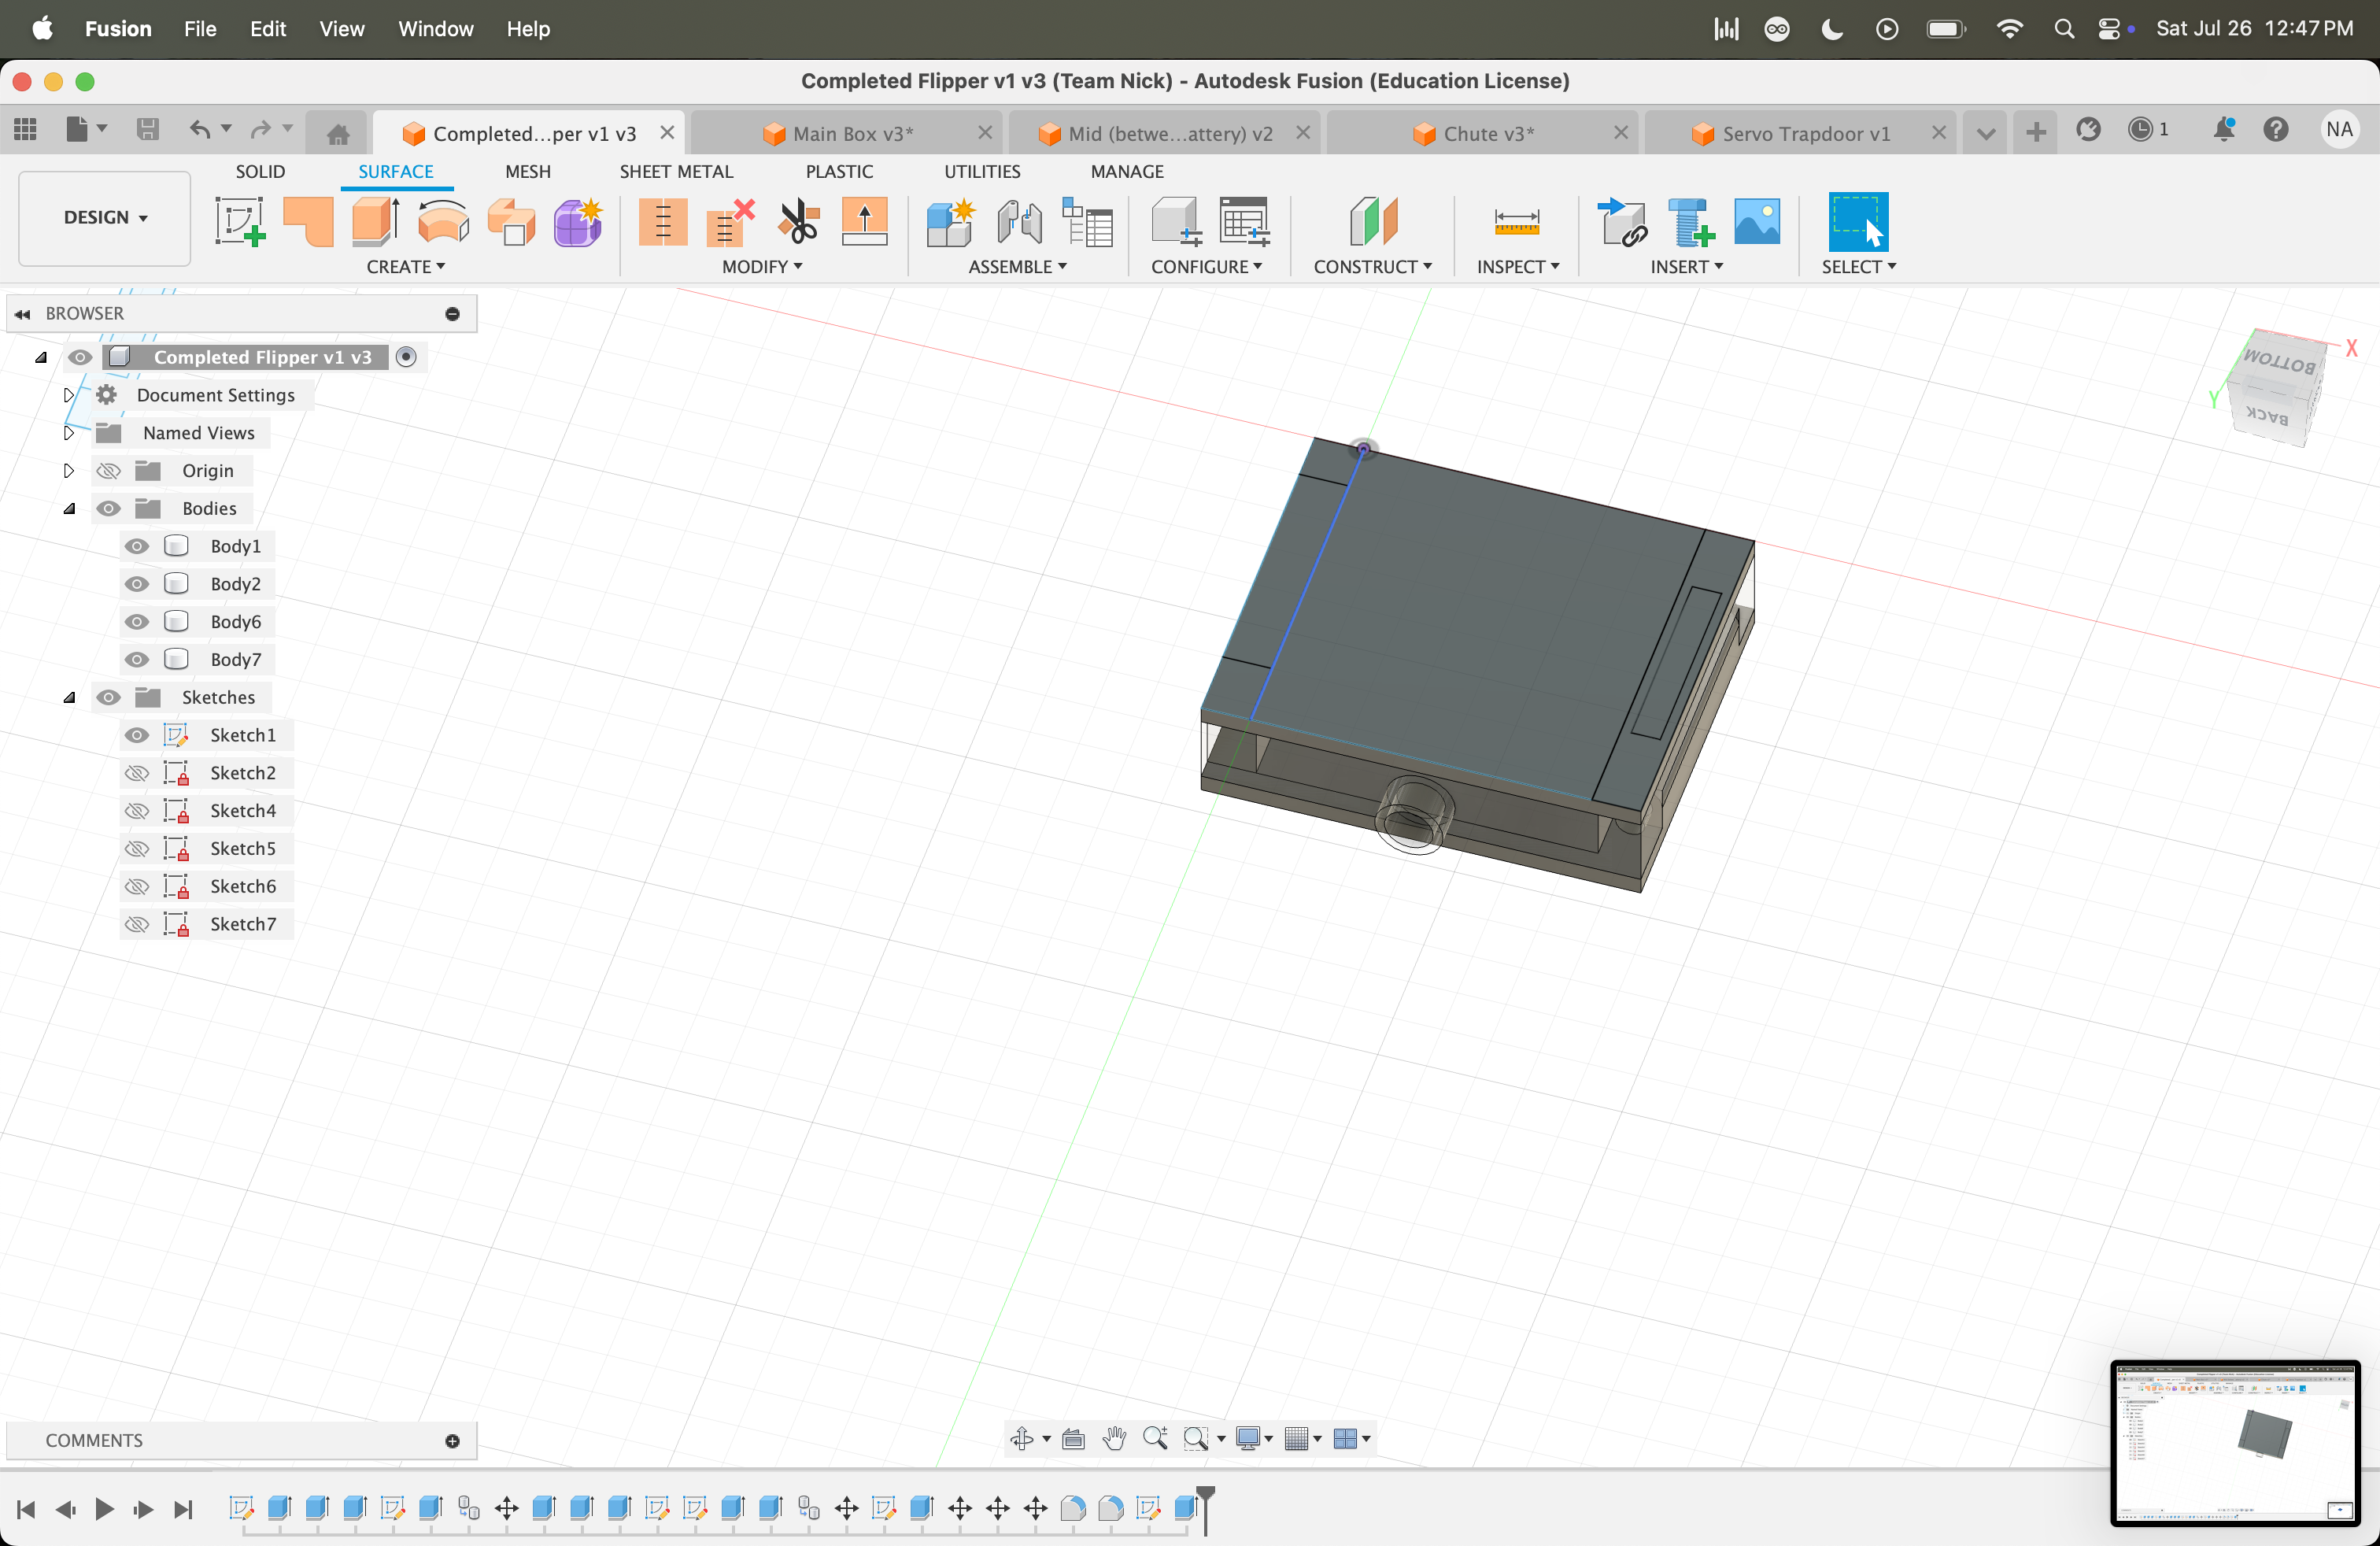 Fusion File Edit View Window Help Sat Jul 26 12:47 PM
Completed Flipper v1 v3 (Team Nick) - Autodesk Fusion (Education License)
Completed...per v1 v3 Main Box v3* Mid (betwe...attery) v2 Chute v3* Servo Trapdoor v1 1 NA
SOLID SURFACE MESH SHEET METAL PLASTIC UTILITIES MANAGE
DESIGN
CREATE MODIFY ASSEMBLE CONFIGURE CONSTRUCT INSPECT INSERT SELECT
BROWSER
Completed Flipper v1 v3
Document Settings
Named Views
Origin
Bodies
Body1
Body2
Body6
Body7
Sketches
Sketch1
Sketch2
Sketch4
Sketch5
Sketch6
Sketch7
X
BOTTOM
Y
BACK
COMMENTS